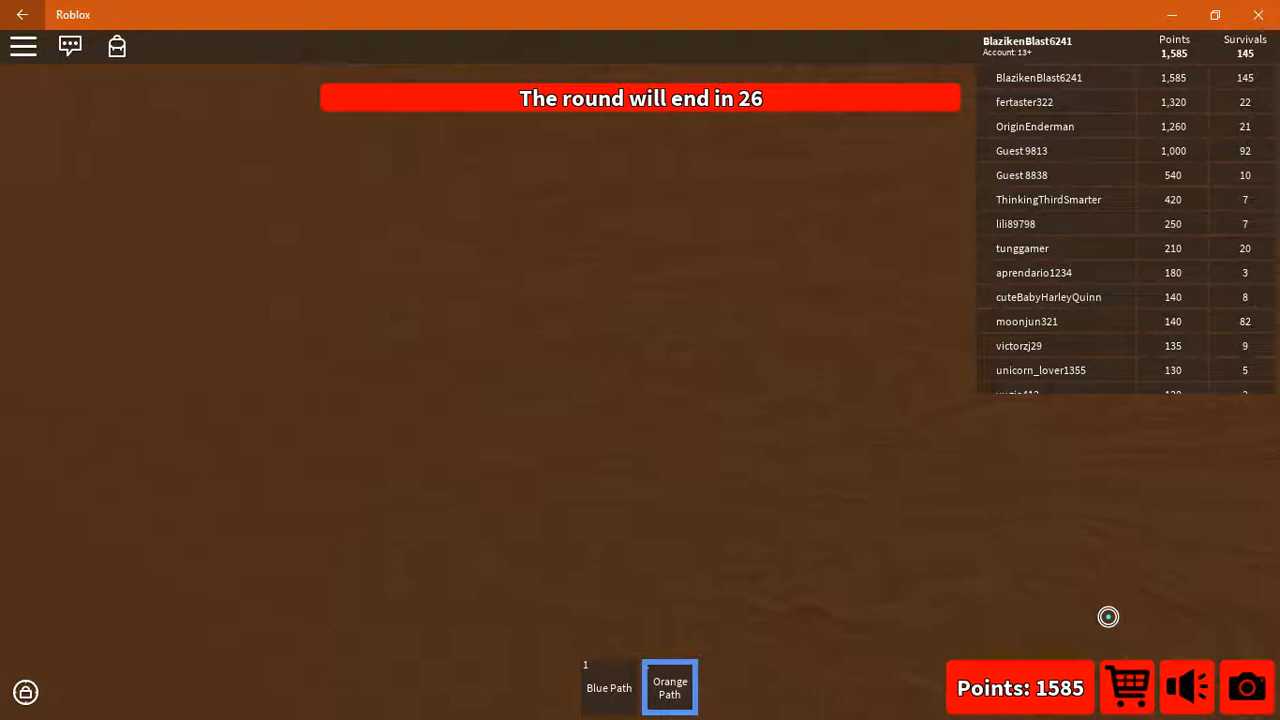 Roblox
BlazikenBlast6241
Account: 13+
Points
1,585
Survivals
145
The round will end in 26
BlazikenBlast6241 1,585 145
fertaster322 1,320 22
OriginEnderman 1,260 21
Guest 9813 1,000 92
Guest 8838 540 10
ThinkingThirdSmarter 420 7
lili89798 250 7
tunggamer 210 20
aprendario1234 180 3
cuteBabyHarleyQuinn 140 8
moonjun321 140 82
victorzj29 135 9
unicorn_lover1355 130 5
1
Blue Path
Orange
Path
Points: 1585